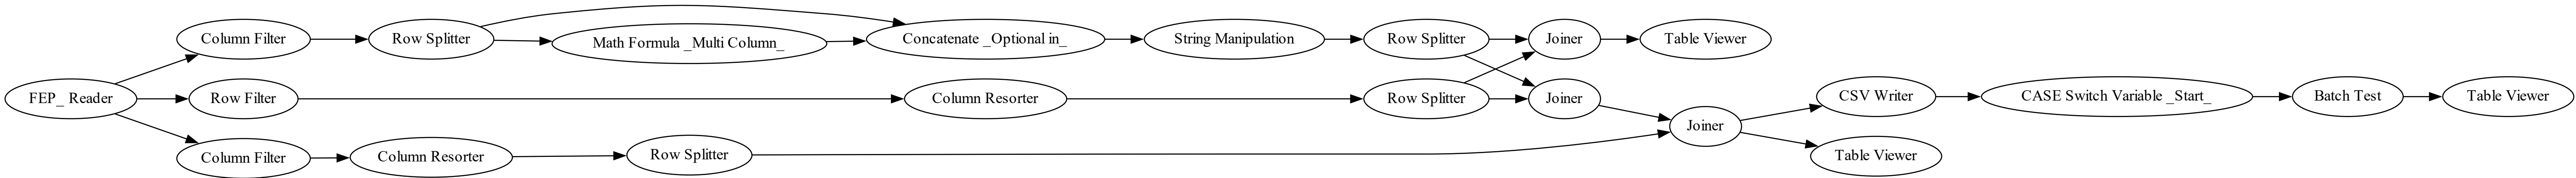 Column Filter
Row Splitter
Math Formula _Multi Column_
Concatenate _Optional in_
String Manipulation
Row Splitter
Joiner
Table Viewer
FEP_ Reader
Row Filter
Column Resorter
Row Splitter
Joiner
Joiner
CSV Writer
CASE Switch Variable _Start_
Batch Test
Table Viewer
Column Filter
Column Resorter
Row Splitter
Table Viewer